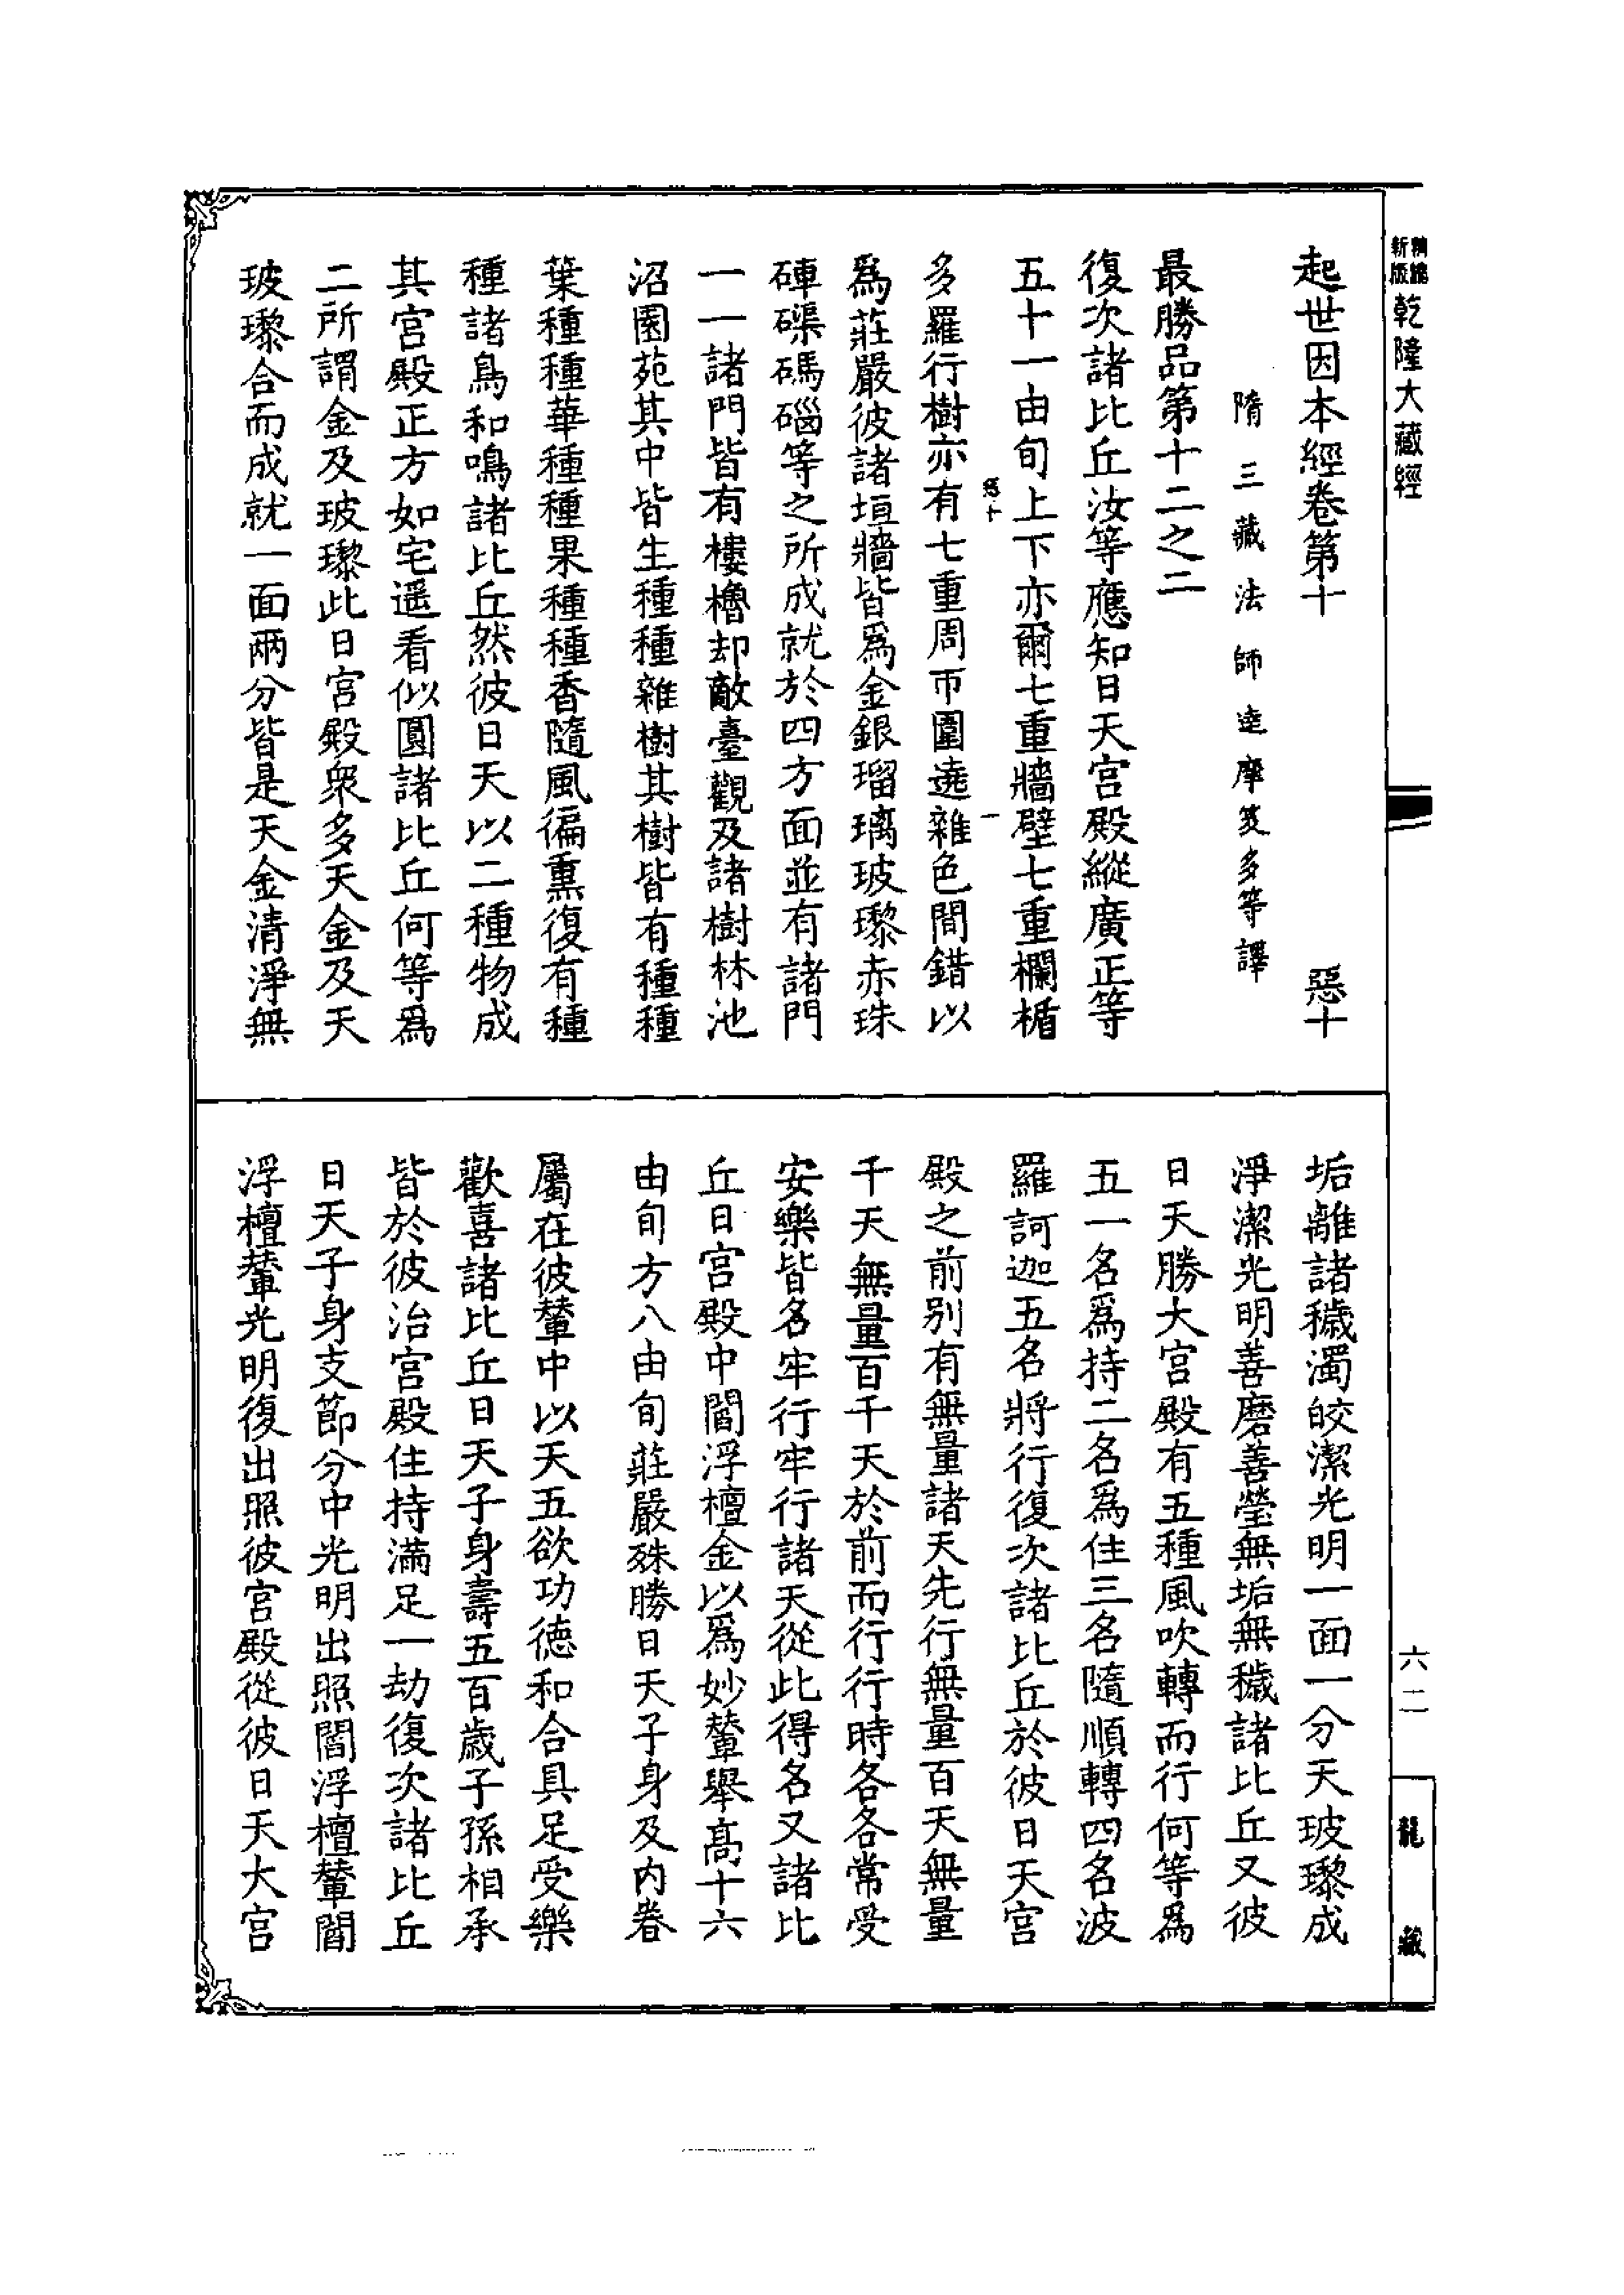 新版精縮乾隆大藏經
起世因本經卷第十　惡十
隋三藏法師達摩笈多等譯
最勝品第十二之二
復次諸比丘汝等應知日天宮殿縱廣正等
五十一由旬上下亦爾七重牆壁七重欄楯
惡十　一
多羅行樹亦有七重周帀圍遶雜色間錯以
爲莊嚴彼諸垣牆皆爲金銀瑠璃玻瓈赤珠
硨磲碼碯等之所成就於四方面並有諸門
一一諸門皆有樓櫓却敵臺觀及諸樹林池
沼園苑其中皆生種種雜樹其樹皆有種種
葉種種華種種果種種香隨風徧熏復有種
種諸鳥和鳴諸比丘然彼日天以二種物成
其宮殿正方如宅遥看似圓諸比丘何等爲
二所謂金及玻瓈此日宮殿衆多天金及天
玻瓈合而成就一面兩分皆是天金清淨無
垢離諸穢濁皎潔光明一面一分天玻瓈成
淨潔光明善磨善瑩無垢無穢諸比丘又彼
日天勝大宮殿有五種風吹轉而行何等爲
五一名爲持二名爲住三名隨順轉四名波
羅訶迦五名將行復次諸比丘於彼日天宮
殿之前别有無量諸天先行無量百天無量
千天無量百千天於前而行行時各各常受
安樂皆名牢行牢行諸天從此得名又諸比
丘日宮殿中閻浮檀金以爲妙輦舉高十六
由旬方八由旬莊嚴殊勝日天子身及内眷
屬在彼輦中以天五欲功德和合具足受樂
歡喜諸比丘日天子身壽五百歲子孫相承
皆於彼治宮殿住持滿足一劫復次諸比丘
日天子身支節分中光明出照閻浮檀輦閻
浮檀輦光明復出照彼宮殿從彼日天大宮
六二
龍藏